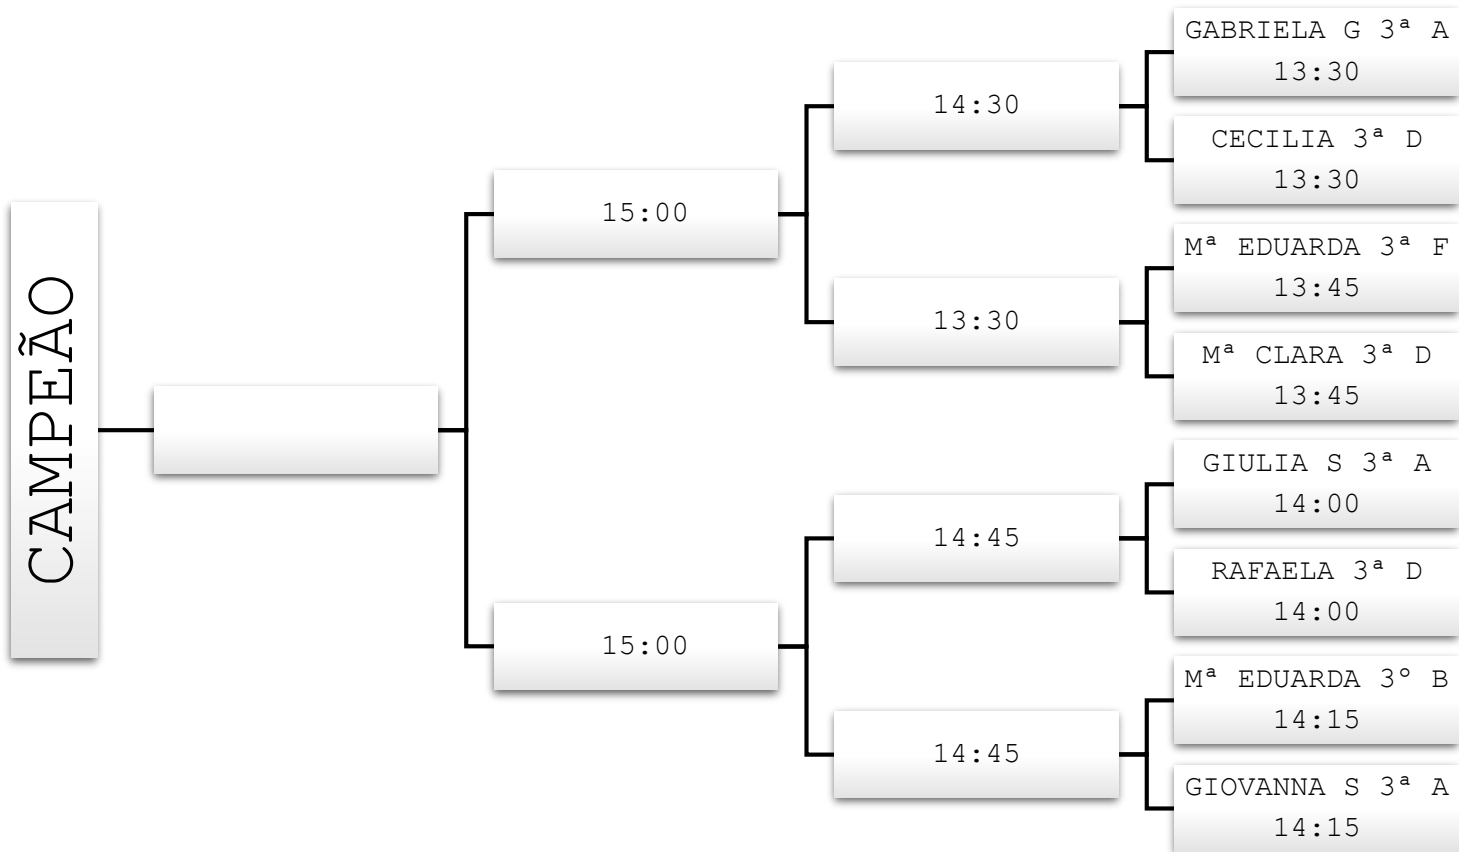 CAMPEÃO
15:00
15:00
14:30
13:30
14:45
14:45
GABRIELA G 3ª A
13:30
CECILIA 3ª D
13:30
Mª EDUARDA 3ª F
13:45
Mª CLARA 3ª D
13:45
GIULIA S 3ª A
14:00
RAFAELA 3ª D
14:00
Mª EDUARDA 3º B
14:15
GIOVANNA S 3ª A
14:15